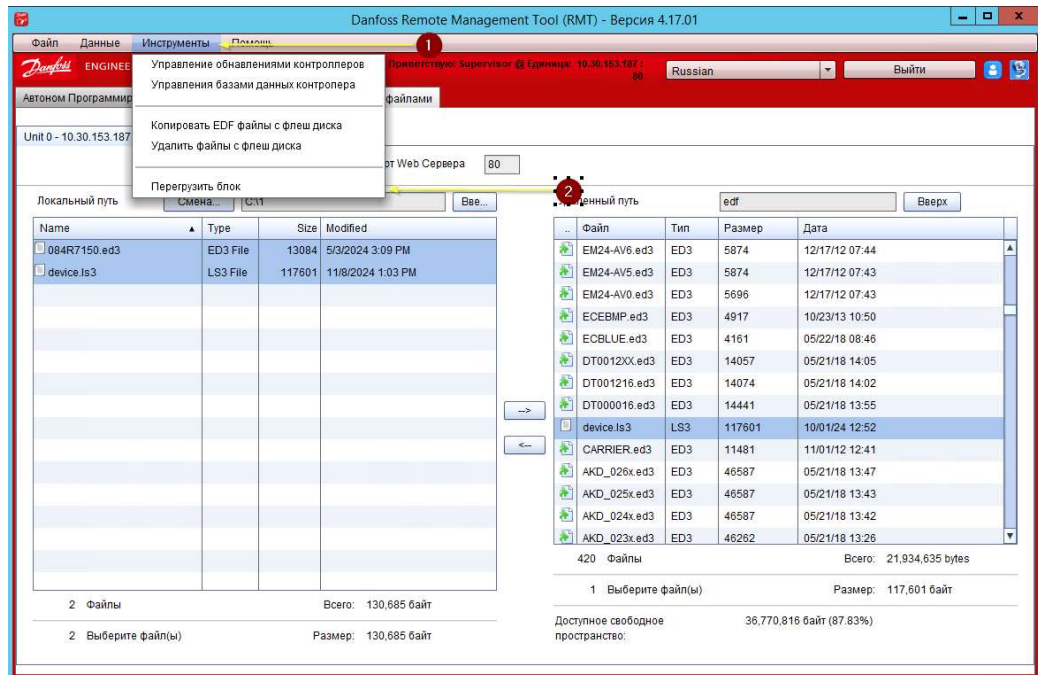 Danfoss Remote Management Tool (RMT) - Версия 4.17.01
Файл Данные Инструменты Помощь
1
Danfoss ENGINEE
Приветствую: Supervisor @ Единица: 10.30.153.187 : 80
Russian
Выйти
Управление обнавлениями контроллеров
Управления базами данных контролера
Копировать EDF файлы с флеш диска
Удалить файлы с флеш диска
Перегрузить блок
2
Автоном Программир
файлами
Unit 0 - 10.30.153.187
рт Web Сервера 80
Локальный путь Смена... C:\1 Вве...
ленный путь edf Вверх
Name Type Size Modified
084R7150.ed3 ED3 File 13084 5/3/2024 3:09 PM
device.ls3 LS3 File 117601 11/8/2024 1:03 PM
2 Файлы Всего: 130,685 байт
2 Выберите файл(ы) Размер: 130,685 байт
-->
<--
.. Файл Тип Размер Дата
EM24-AV6.ed3 ED3 5874 12/17/12 07:44
EM24-AV5.ed3 ED3 5874 12/17/12 07:43
EM24-AV0.ed3 ED3 5696 12/17/12 07:43
ECEBMP.ed3 ED3 4917 10/23/13 10:50
ECBLUE.ed3 ED3 4161 05/22/18 08:46
DT0012XX.ed3 ED3 14057 05/21/18 14:05
DT001216.ed3 ED3 14074 05/21/18 14:02
DT000016.ed3 ED3 14441 05/21/18 13:55
device.ls3 LS3 117601 10/01/24 12:52
CARRIER.ed3 ED3 11481 11/01/12 12:41
AKD_026x.ed3 ED3 46587 05/21/18 13:47
AKD_025x.ed3 ED3 46587 05/21/18 13:43
AKD_024x.ed3 ED3 46587 05/21/18 13:42
AKD_023x.ed3 ED3 46262 05/21/18 13:26
420 Файлы Всего: 21,934,635 bytes
1 Выберите файл(ы) Размер: 117,601 байт
Доступное свободное пространство: 36,770,816 байт (87.83%)